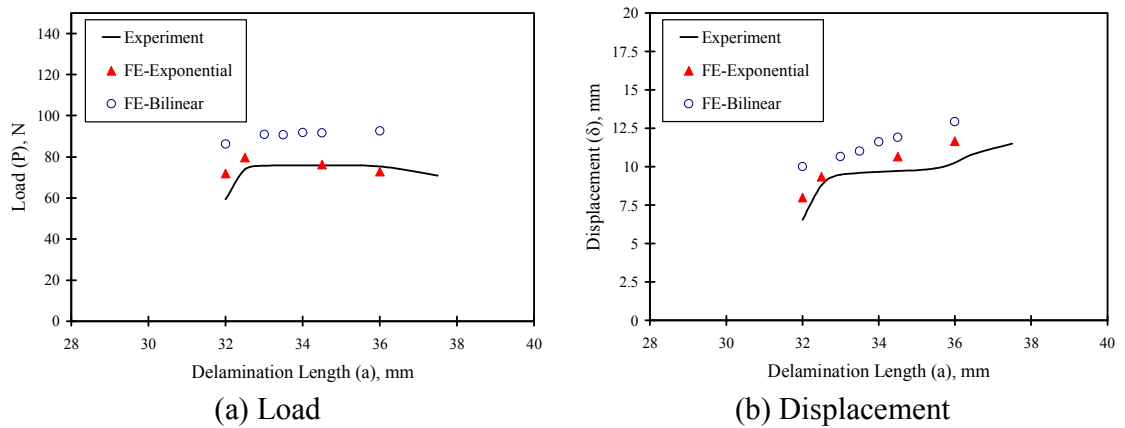 140
120
100
80
60
40
20
0
Load (P), N
Experiment
FE-Exponential
FE-Bilinear
28 30 32 34 36 38 40
Delamination Length (a), mm
(a) Load
20
17.5
15
12.5
10
7.5
5
2.5
0
Displacement (δ), mm
Experiment
FE-Exponential
FE-Bilinear
28 30 32 34 36 38 40
Delamination Length (a), mm
(b) Displacement